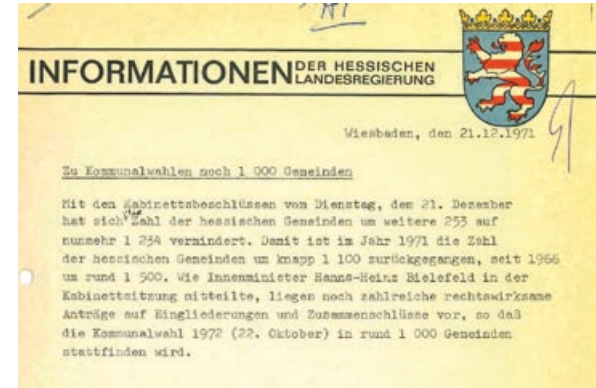 INFORMATIONEN DER HESSISCHEN
LANDESREGIERUNG
Wiesbaden, den 21.12.1971
Zu Kommunalwahlen noch 1 000 Gemeinden
Mit den Kabinettsbeschlüssen von Dienstag, dem 21. Dezember
hat sich die Zahl der hessischen Gemeinden um weitere 253 auf
nunmehr 1 234 vermindert. Damit ist im Jahr 1971 die Zahl
der hessischen Gemeinden um knapp 1 100 zurückgegangen, seit 1966
um rund 1 500. Wie Innenminister Hanns-Heinz Bielefeld in der
Kabinettsitzung mitteilte, liegen noch zahlreiche rechtswirksame
Anträge auf Eingliederungen und Zusammenschlüsse vor, so daß
die Kommunalwahl 1972 (22. Oktober) in rund 1 000 Gemeinden
stattfinden wird.